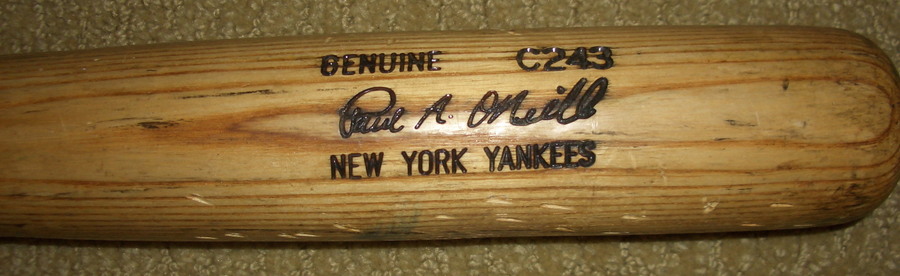 GENUINE C243
Paul A. O'Neill
NEW YORK YANKEES